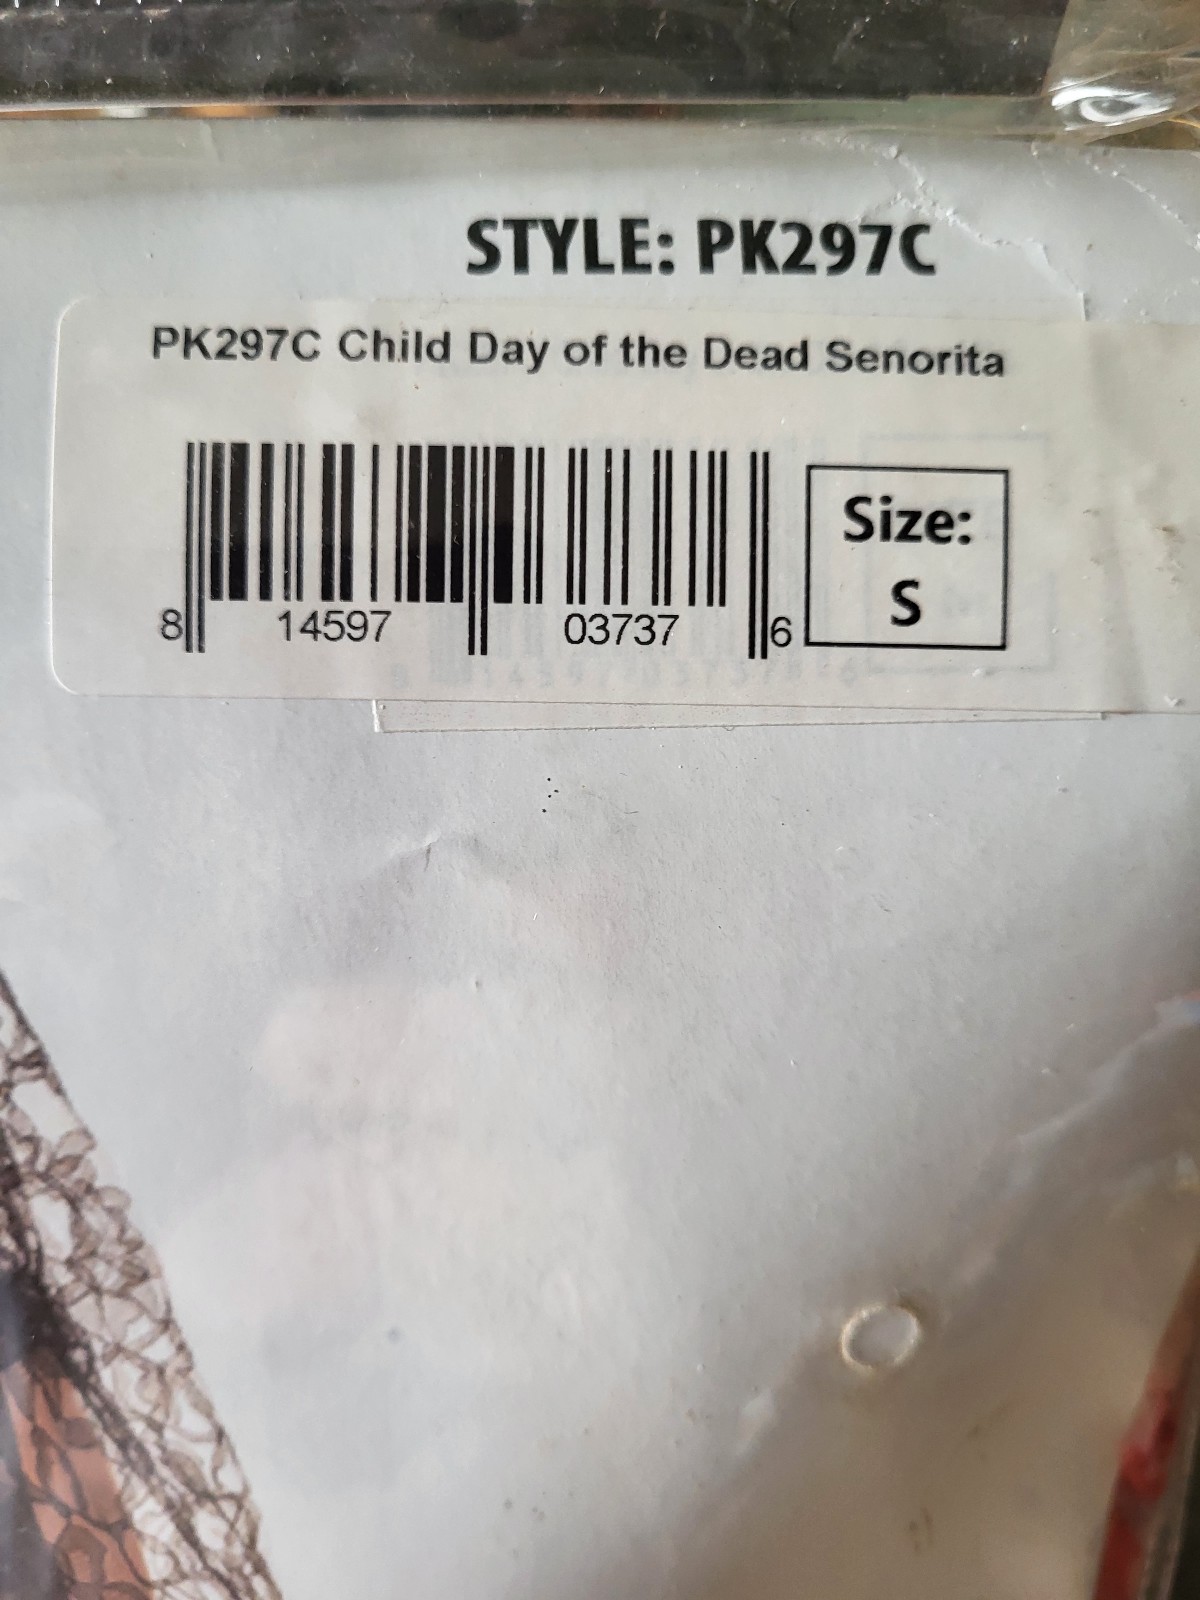 STYLE: PK297C
PK297C Child Day of the Dead Senorita
Size:
S
8 14597 03737 6